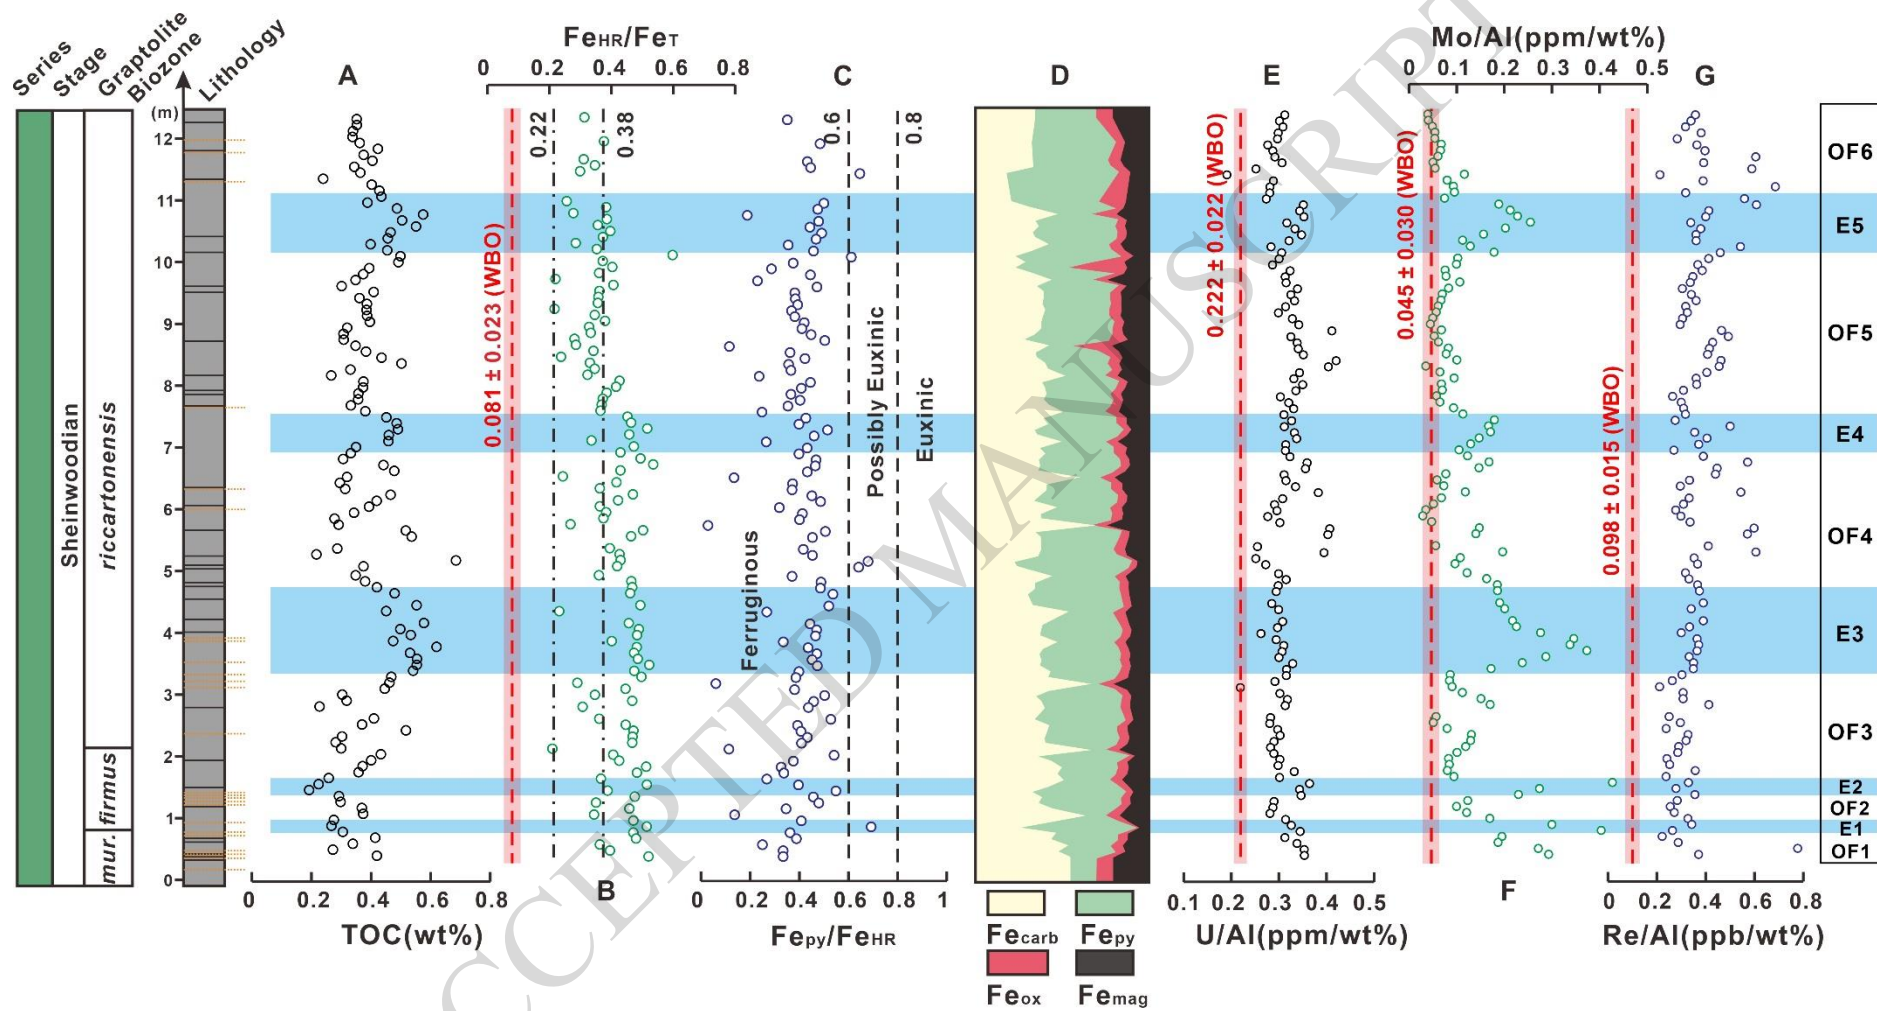 Series
Stage
Graptolite
Biozone
Lithology
A
FeHR/FeT
0 0.2 0.4 0.6 0.8
C
D
E
Mo/Al(ppm/wt%)
0 0.1 0.2 0.3 0.4 0.5
G
(m)
12
11
10
9
8
7
6
5
4
3
2
1
0
Sheinwoodian
riccartonensis
firmus
mur.
0.081 ± 0.023 (WBO)
0.22
0.38
0.6
0.8
Ferruginous
Possibly Euxinic
Euxinic
0.222 ± 0.022 (WBO)
0.045 ± 0.030 (WBO)
0.098 ± 0.015 (WBO)
OF6
E5
OF5
E4
OF4
E3
OF3
E2
OF2
E1
OF1
0 0.2 0.4 0.6 0.8
TOC(wt%)
B
0 0.2 0.4 0.6 0.8 1
Fepy/FeHR
Fecarb
Fepy
Feox
Femag
0.1 0.2 0.3 0.4 0.5
U/Al(ppm/wt%)
F
0 0.2 0.4 0.6 0.8
Re/Al(ppb/wt%)
CCEPTED MANUSCRIPT